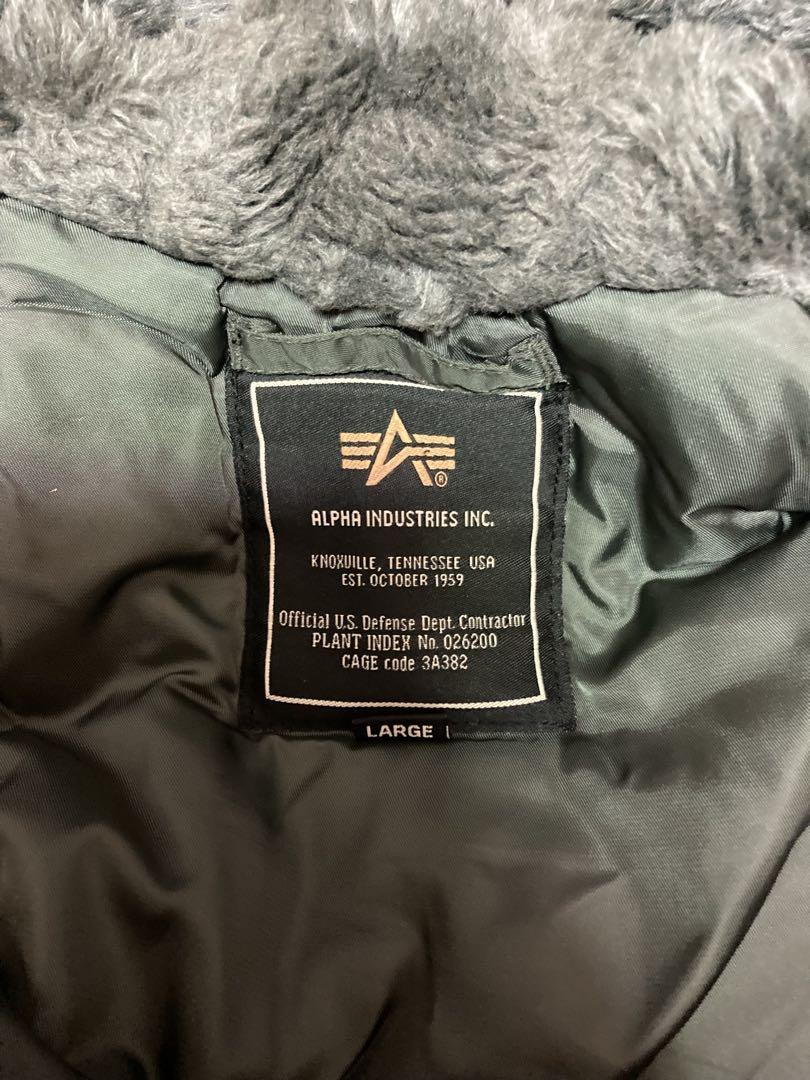 ®
ALPHA INDUSTRIES INC.
KNOXVILLE, TENNESSEE USA
EST. OCTOBER 1959
Official U.S. Defense Dept. Contractor
PLANT INDEX No. 026200
CAGE code 3A382
LARGE